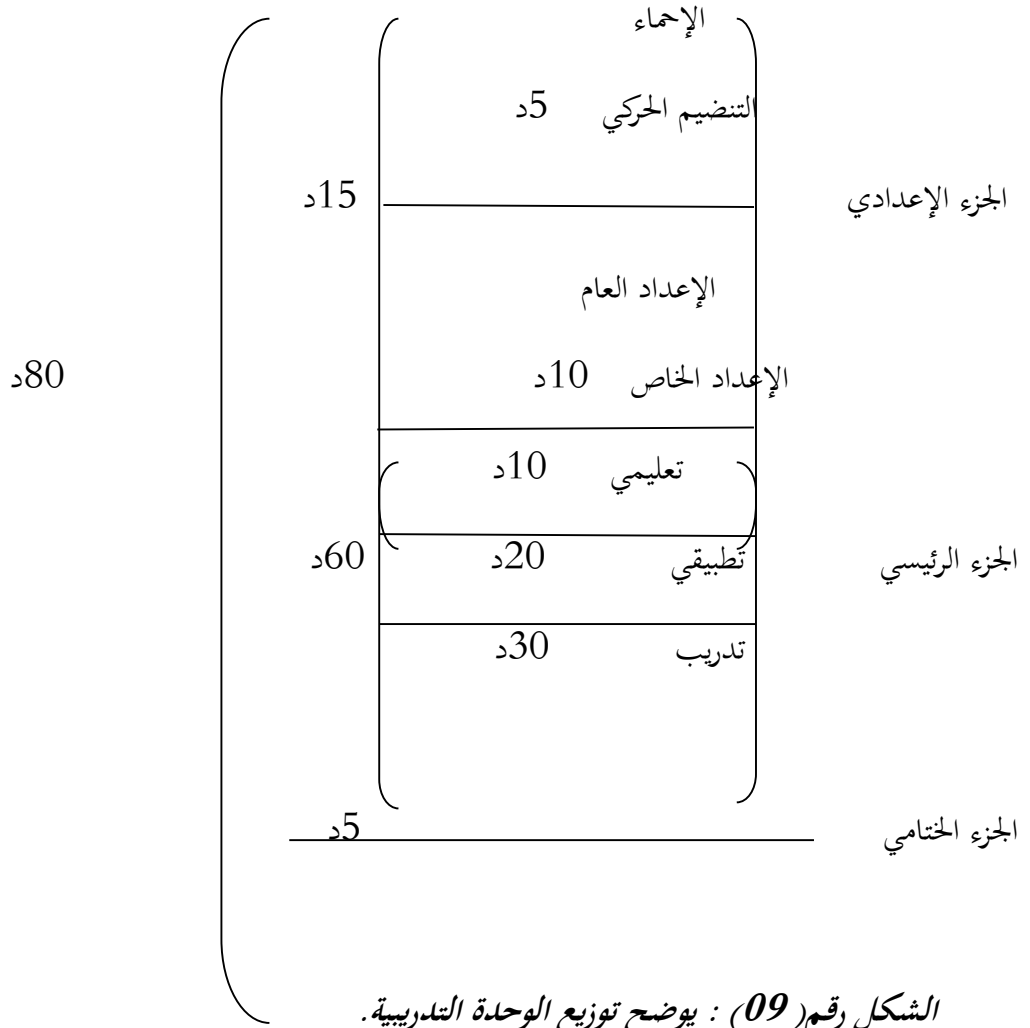 الإحماء
التنضيم الحركي 5د
الجزء الإعدادي 15د
الإعداد العام
الإعداد الخاص 10د
80د
تعليمي 10د
الجزء الرئيسي تطبيقي 20د 60د
تدريب 30د
الجزء الختامي 5د
الشكل رقم( 09) : يوضح توزيع الوحدة التدريبية.